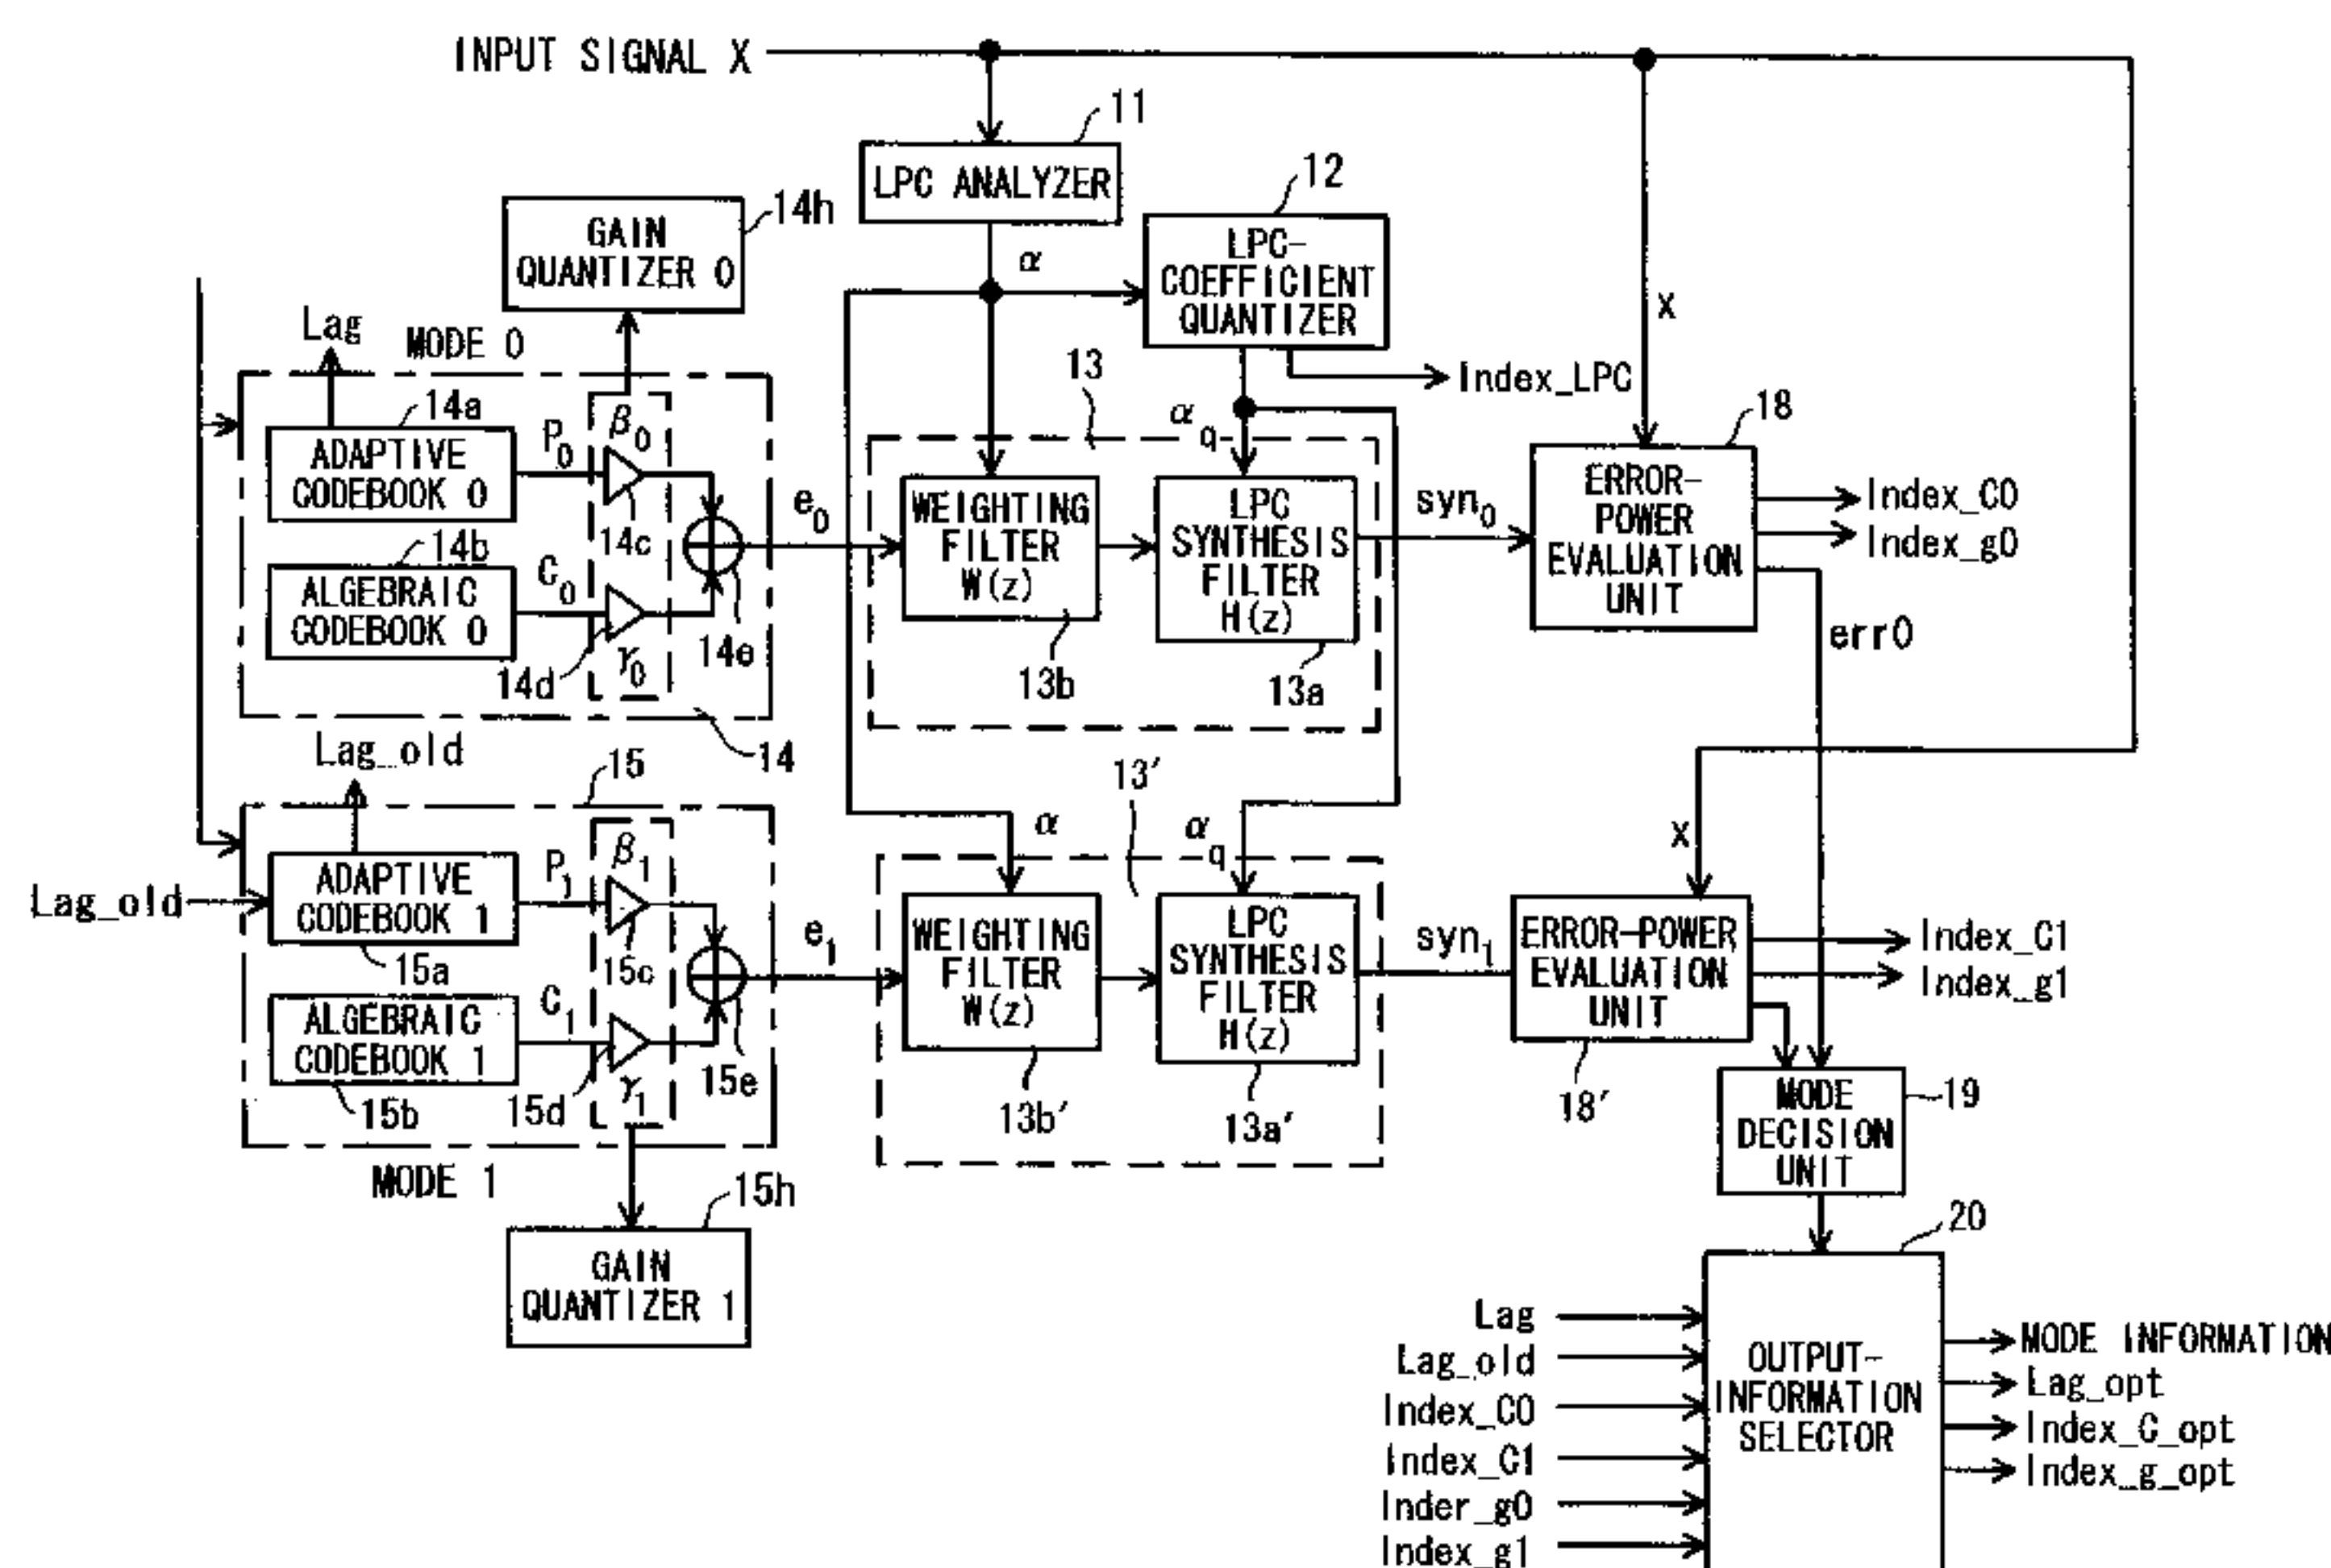 INPUT SIGNAL X
11
LPC ANALYZER
12
LPC-
COEFFICIENT
QUANTIZER
14h
GAIN
QUANTIZER 0
α
X
Index_LPC
Lag
MODE 0
13
14a
ADAPTIVE
CODEBOOK 0
P0
β0
14c
14b
ALGEBRAIC
CODEBOOK 0
C0
14d
γ0
14e
14
e0
αq
WEIGHTING
FILTER
W(z)
13b
LPC
SYNTHESIS
FILTER
H(z)
13a
syn0
18
ERROR-
POWER
EVALUATION
UNIT
Index_C0
Index_g0
err0
Lag_old
15
13′
Lag_old
ADAPTIVE
CODEBOOK 1
15a
P1
β1
15c
ALGEBRAIC
CODEBOOK 1
15b
C1
15d
γ1
15e
MODE 1
15h
GAIN
QUANTIZER 1
e1
α
αq
WEIGHTING
FILTER
W(z)
13b′
LPC
SYNTHESIS
FILTER
H(z)
13a′
syn1
X
ERROR-POWER
EVALUATION
UNIT
18′
Index_C1
Index_g1
MODE
DECISION
UNIT
19
20
OUTPUT-
INFORMATION
SELECTOR
Lag
Lag_old
Index_C0
Index_C1
Inder_g0
Index_g1
MODE INFORMATION
Lag_opt
Index_C_opt
Index_g_opt